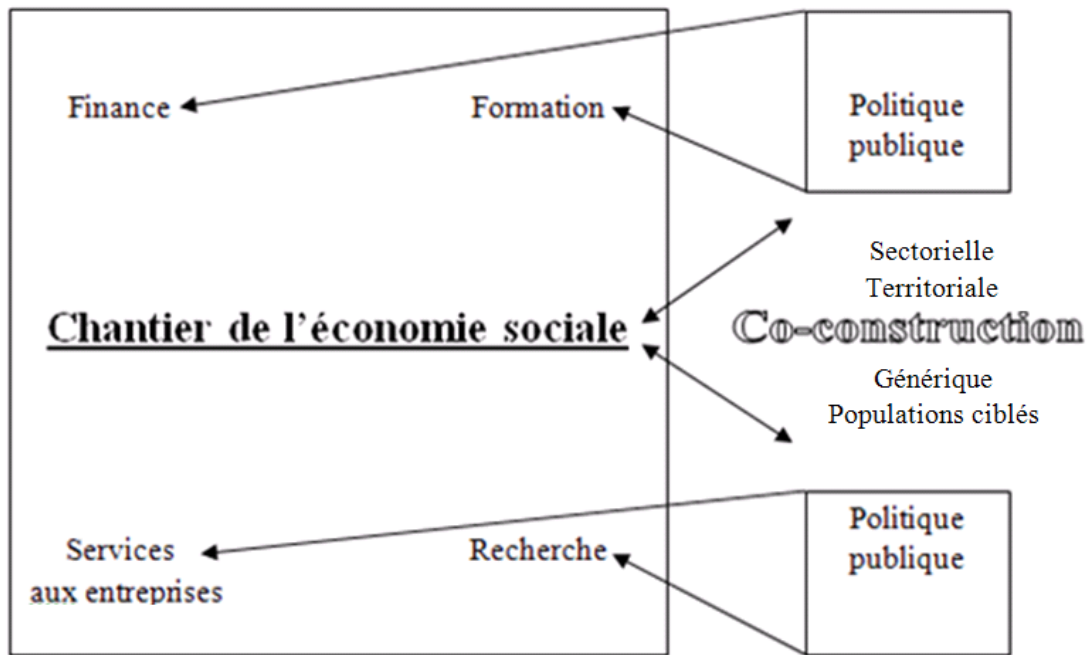 Finance
Formation
Politique
publique
Sectorielle
Territoriale
Chantier de l’économie sociale
Co-construction
Générique
Populations ciblés
Services
aux entreprises
Recherche
Politique
publique